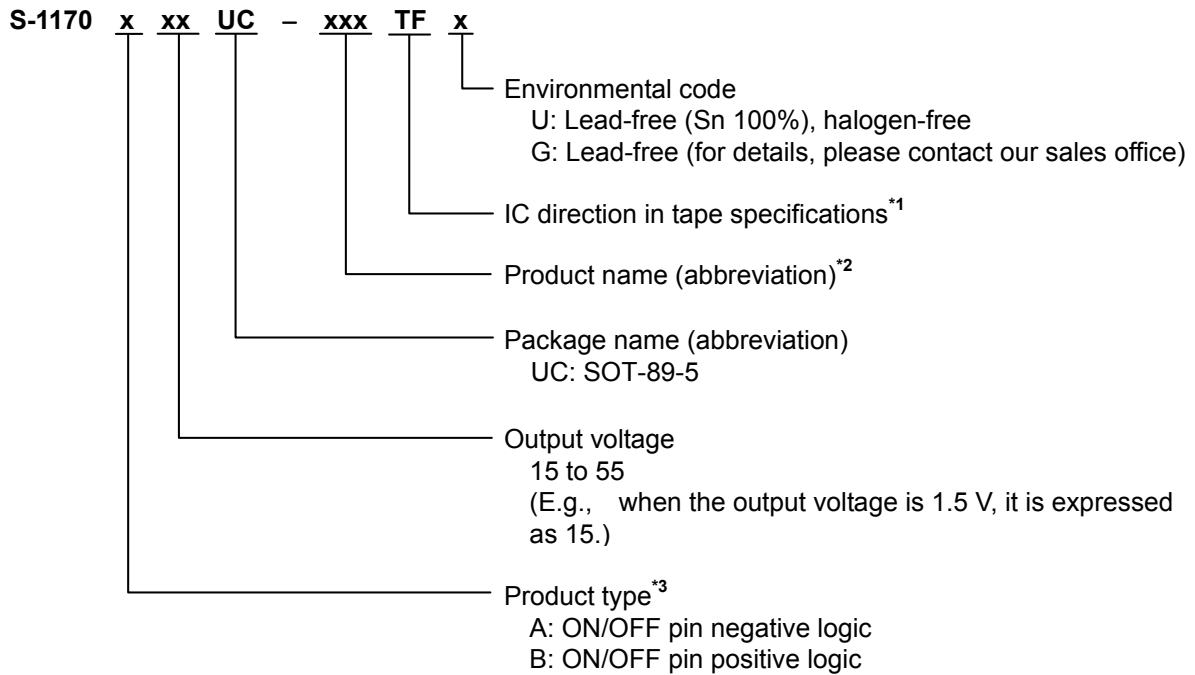 S-1170 x xx UC – xxx TF x
Environmental code
U: Lead-free (Sn 100%), halogen-free
G: Lead-free (for details, please contact our sales office)
IC direction in tape specifications*1
Product name (abbreviation)*2
Package name (abbreviation)
UC: SOT-89-5
Output voltage
15 to 55
(E.g., when the output voltage is 1.5 V, it is expressed
as 15.)
Product type*3
A: ON/OFF pin negative logic
B: ON/OFF pin positive logic